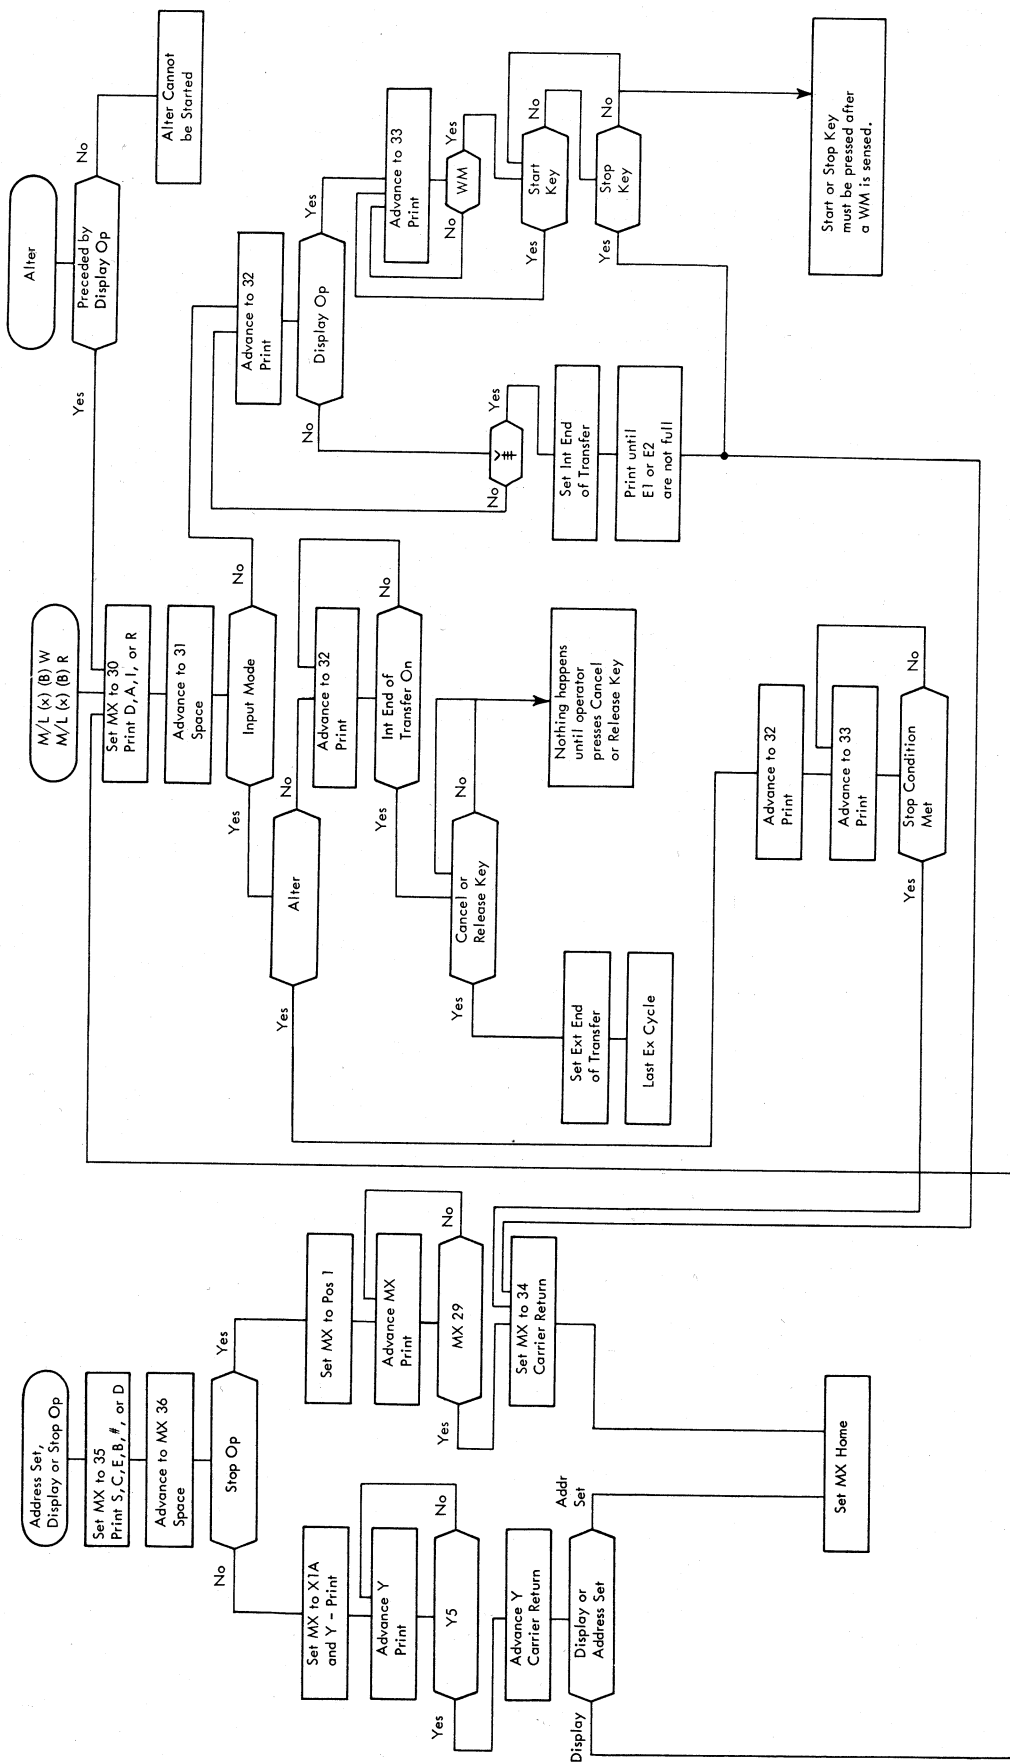 Address Set,
Display or Stop Op
Set MX to 35
Print S,C,E,B,#, or D
Advance to MX 36
Space
Stop Op
No
Yes
Set MX to X1A
and Y - Print
Advance Y
Print
Y5
No
Yes
Advance Y
Carrier Return
Display or
Address Set
Display
Addr
Set
Set MX to Pos 1
Advance MX
Print
MX 29
No
Yes
Set MX to 34
Carrier Return
Set MX Home
M/L (x) (B) W
M/L (x) (B) R
Set MX to 30
Print D, A, I, or R
Advance to 31
Space
Input Mode
Yes
No
Alter
Yes
No
Advance to 32
Print
Int End of
Transfer On
Yes
No
Cancel or
Release Key
Yes
No
Set Ext End
of Transfer
Last Ex Cycle
Nothing happens
until operator
presses Cancel
or Release Key
Advance to 32
Print
Advance to 33
Print
Stop Condition
Met
Yes
No
Alter
Preceded by
Display Op
Yes
No
Alter Cannot
be Started
Advance to 32
Print
Display Op
No
Yes
No
Yes
Set Int End
of Transfer
Print until
E1 or E2
are not full
Advance to 33
Print
WM
No
Yes
Start
Key
Yes
No
Stop
Key
Yes
No
Start or Stop Key
must be pressed after
a WM is sensed.